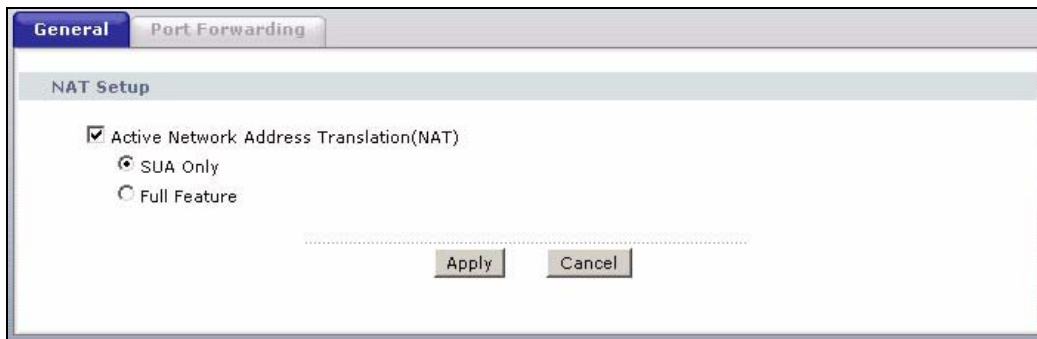 General Port Forwarding
NAT Setup
Active Network Address Translation(NAT)
SUA Only
Full Feature
Apply Cancel